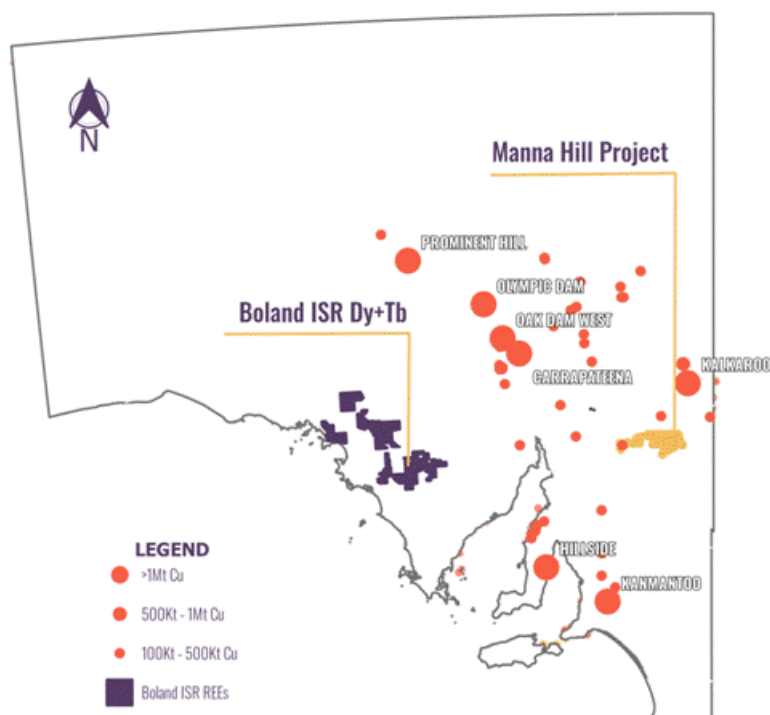 N
Manna Hill Project
PROMINENT HILL
OLYMPIC DAM
Boland ISR Dy+Tb
OAK DAM WEST
KALKAROO
CARRAPATEENA
LEGEND
>1Mt Cu
500Kt - 1Mt Cu
100Kt - 500Kt Cu
Boland ISR REEs
HILLSIDE
KANMANTOO